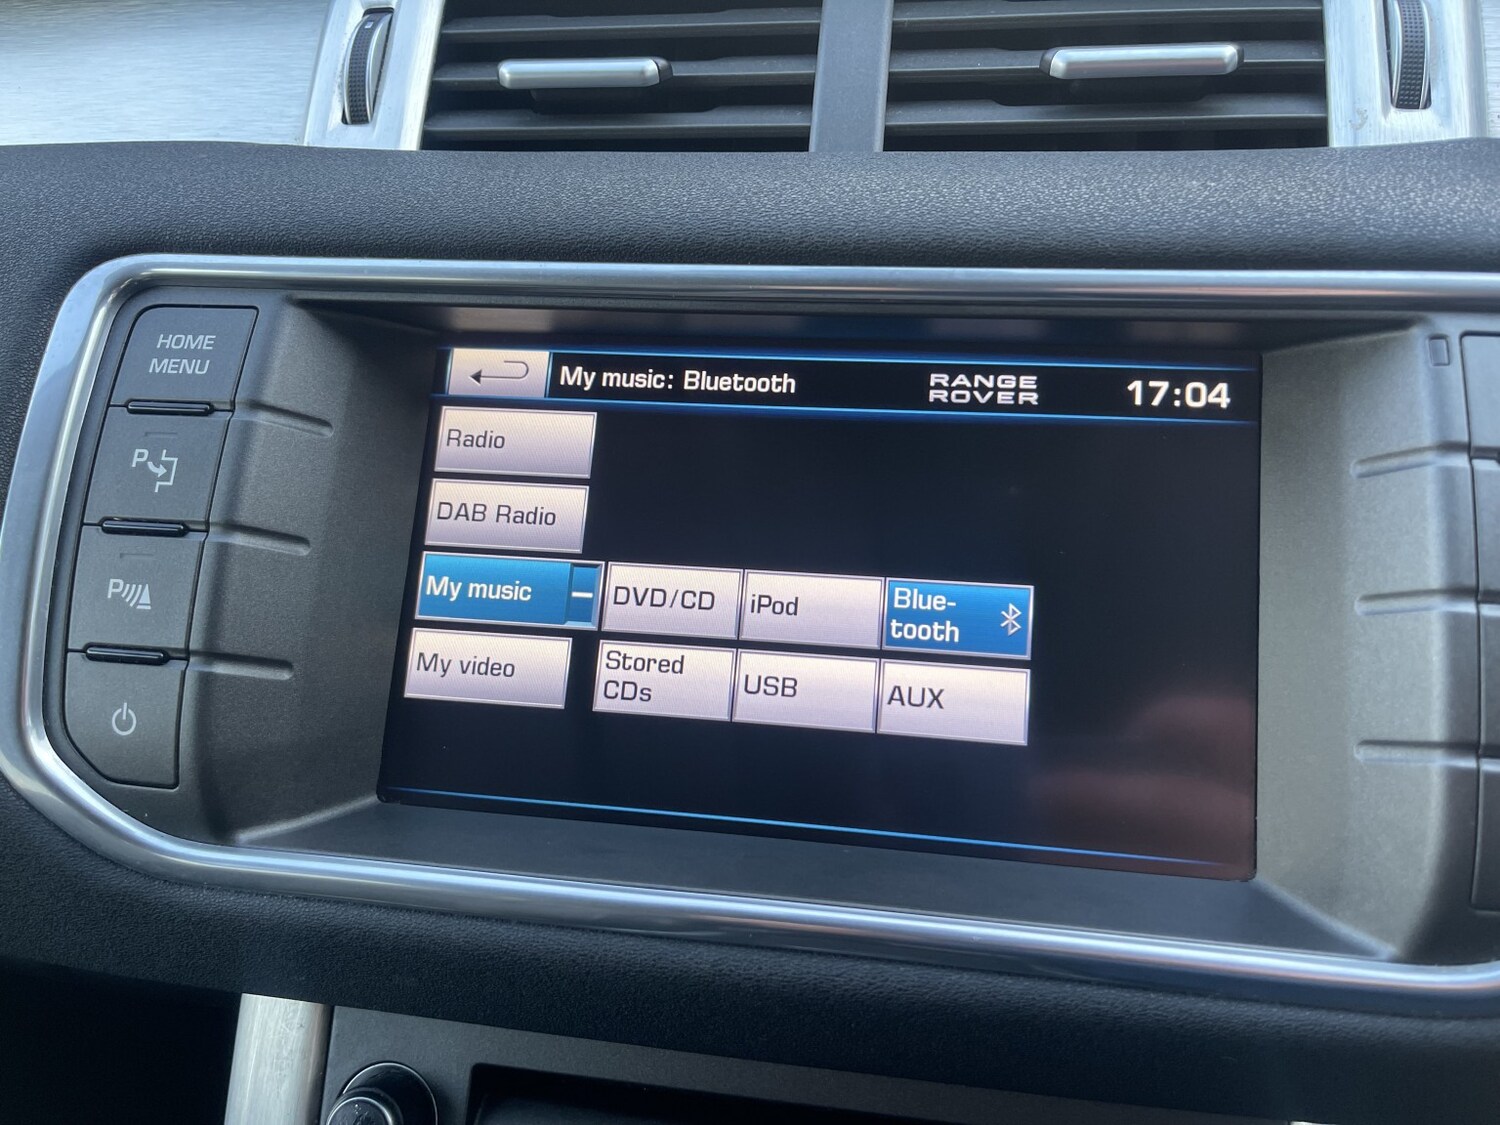 HOME
MENU
P
P
My music: Bluetooth
RANGE
ROVER
17:04
Radio
DAB Radio
My music
DVD/CD
iPod
Blue-
tooth
My video
Stored
CDs
USB
AUX